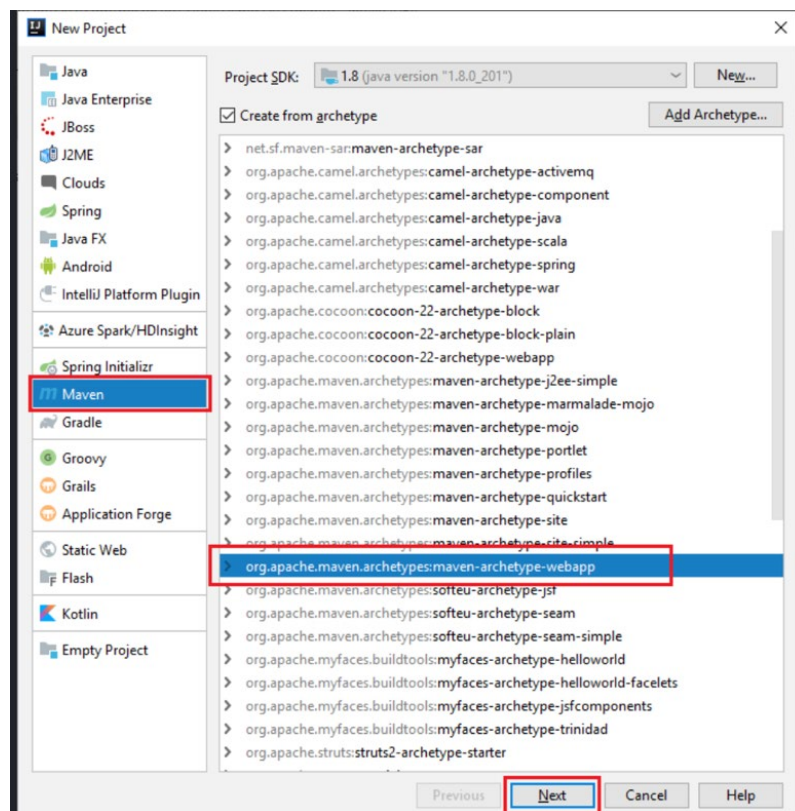 New Project
Java
Java Enterprise
JBoss
J2ME
Clouds
Spring
Java FX
Android
IntelliJ Platform Plugin
Azure Spark/HDInsight
Spring Initializr
Maven
Gradle
Groovy
Grails
Application Forge
Static Web
Flash
Kotlin
Empty Project
Project SDK: 1.8 (java version "1.8.0_201") New...
Create from archetype Add Archetype...
net.sf.maven-sar:maven-archetype-sar
org.apache.camel.archetypes:camel-archetype-activemq
org.apache.camel.archetypes:camel-archetype-component
org.apache.camel.archetypes:camel-archetype-java
org.apache.camel.archetypes:camel-archetype-scala
org.apache.camel.archetypes:camel-archetype-spring
org.apache.camel.archetypes:camel-archetype-war
org.apache.cocoon:cocoon-22-archetype-block
org.apache.cocoon:cocoon-22-archetype-block-plain
org.apache.cocoon:cocoon-22-archetype-webapp
org.apache.maven.archetypes:maven-archetype-j2ee-simple
org.apache.maven.archetypes:maven-archetype-marmalade-mojo
org.apache.maven.archetypes:maven-archetype-mojo
org.apache.maven.archetypes:maven-archetype-portlet
org.apache.maven.archetypes:maven-archetype-profiles
org.apache.maven.archetypes:maven-archetype-quickstart
org.apache.maven.archetypes:maven-archetype-site
org.apache.maven.archetypes:maven-archetype-site-simple
org.apache.maven.archetypes:maven-archetype-webapp
org.apache.maven.archetypes:softeu-archetype-jsf
org.apache.maven.archetypes:softeu-archetype-seam
org.apache.maven.archetypes:softeu-archetype-seam-simple
org.apache.myfaces.buildtools:myfaces-archetype-helloworld
org.apache.myfaces.buildtools:myfaces-archetype-helloworld-facelets
org.apache.myfaces.buildtools:myfaces-archetype-jsfcomponents
org.apache.myfaces.buildtools:myfaces-archetype-trinidad
org.apache.struts:struts2-archetype-starter
Previous Next Cancel Help